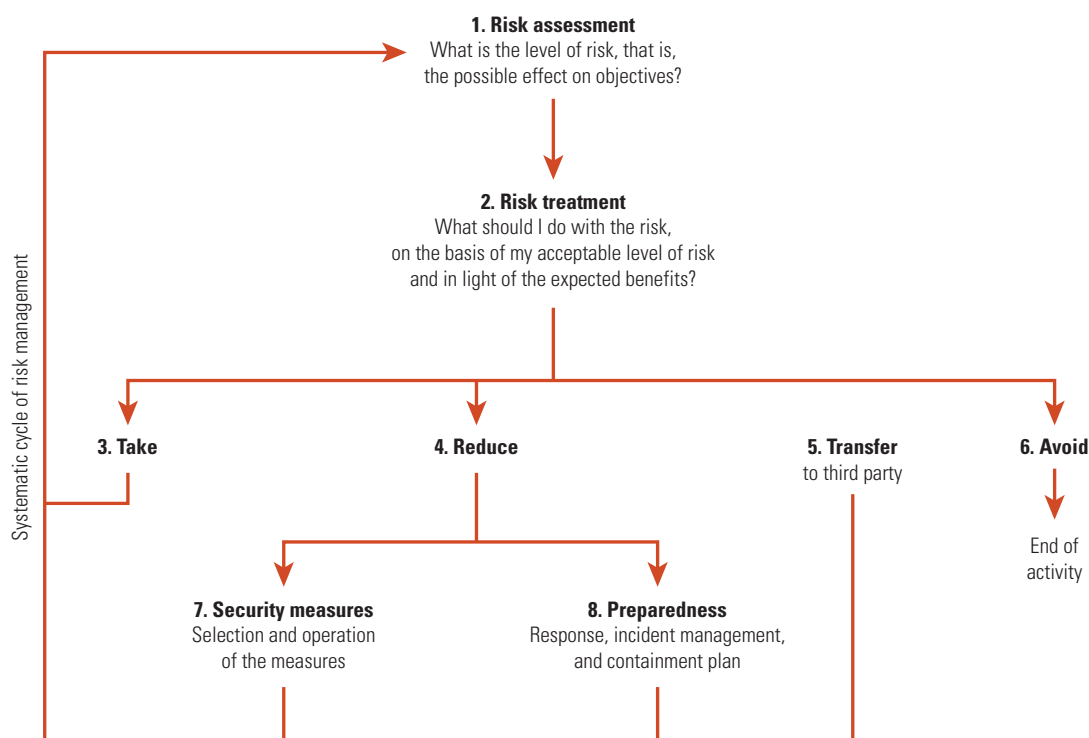 1. Risk assessment
What is the level of risk, that is,
the possible effect on objectives?
2. Risk treatment
What should I do with the risk,
on the basis of my acceptable level of risk
and in light of the expected benefits?
Systematic cycle of risk management
3. Take
4. Reduce
5. Transfer
to third party
6. Avoid
End of
activity
7. Security measures
Selection and operation
of the measures
8. Preparedness
Response, incident management,
and containment plan